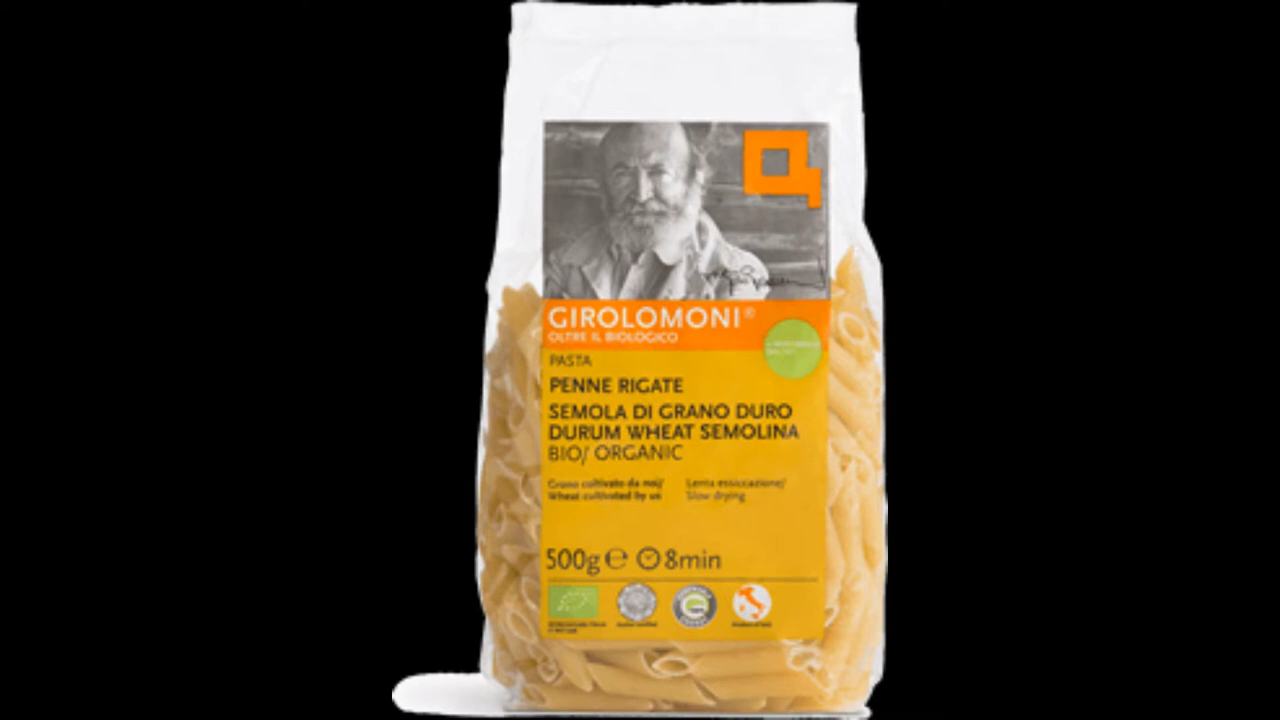 GIROLOMONI®
OLTRE IL BIOLOGICO
PASTA
PENNE RIGATE
SEMOLA DI GRANO DURO
DURUM WHEAT SEMOLINA
BIO/ ORGANIC
Grano coltivato da noi/ Lenta essiccazione/
Wheat cultivated by us Slow drying
500g ℮ 8min